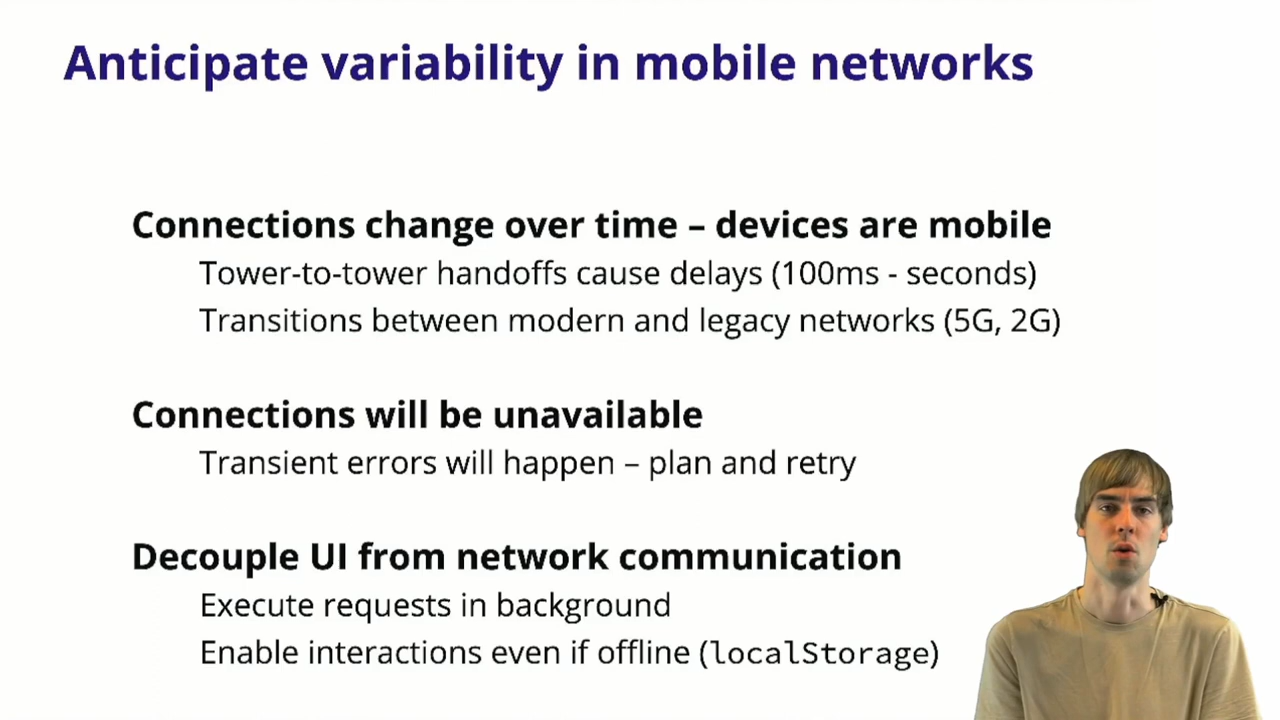 Anticipate variability in mobile networks
Connections change over time – devices are mobile
Tower-to-tower handoffs cause delays (100ms - seconds)
Transitions between modern and legacy networks (5G, 2G)
Connections will be unavailable
Transient errors will happen – plan and retry
Decouple UI from network communication
Execute requests in background
Enable interactions even if offline (localStorage)